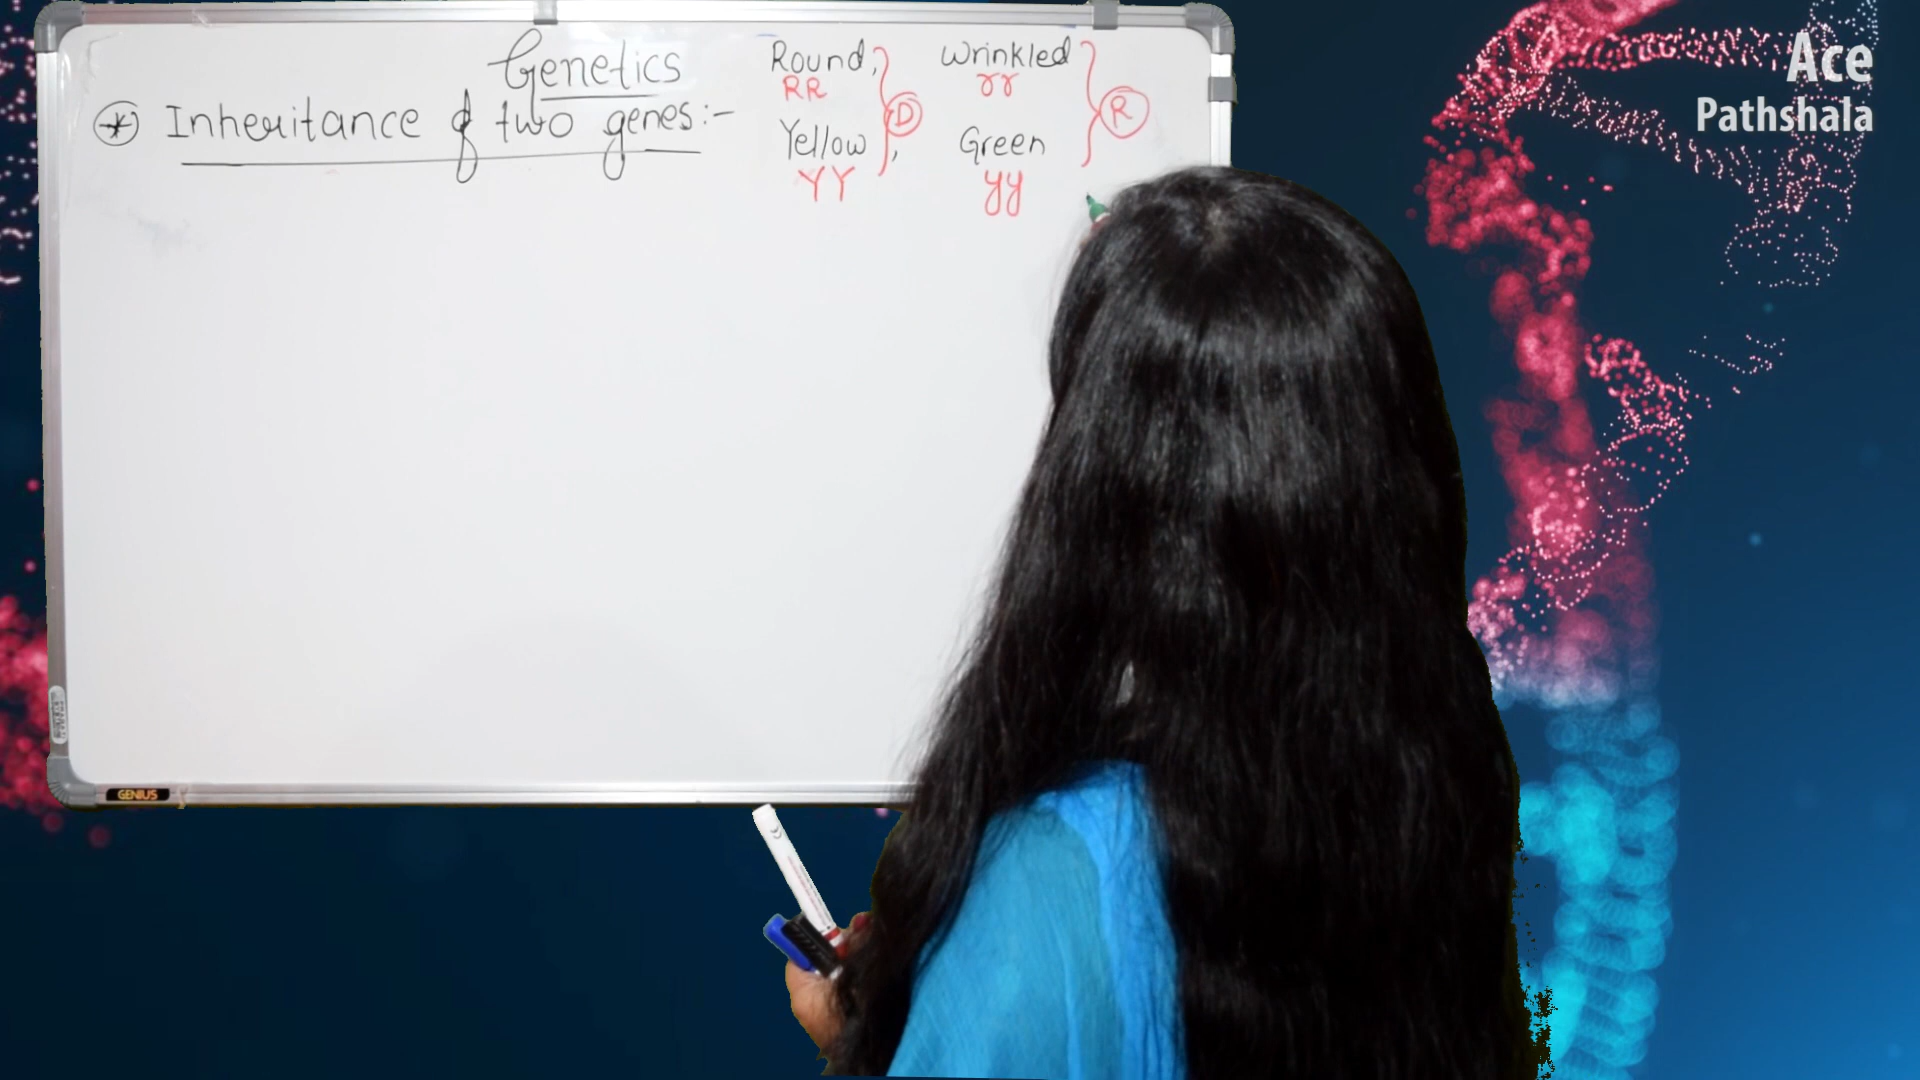 Genetics
* Inheritance of two genes:-
Round, Wrinkled
RR rr
D R
Yellow, Green
YY yy
Ace
Pathshala
GENIUS